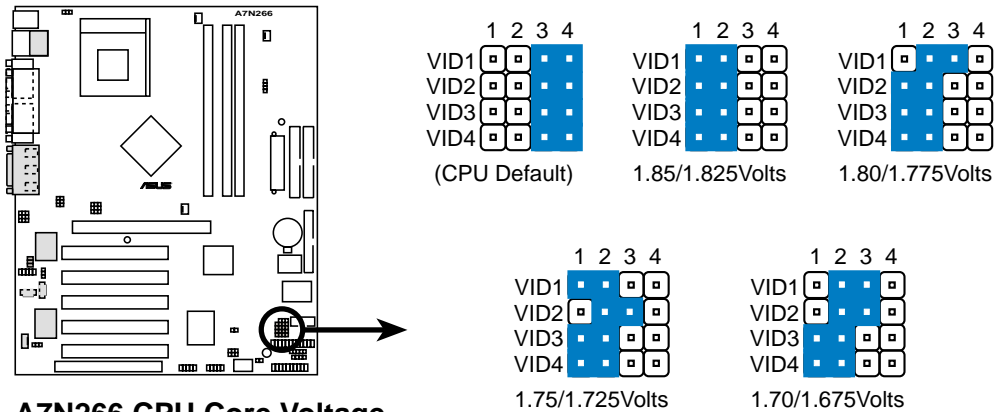 A7N266
/ISUS
1 2 3 4
VID1
VID2
VID3
VID4
(CPU Default)
1 2 3 4
VID1
VID2
VID3
VID4
1.85/1.825Volts
1 2 3 4
VID1
VID2
VID3
VID4
1.80/1.775Volts
1 2 3 4
VID1
VID2
VID3
VID4
1.75/1.725Volts
1 2 3 4
VID1
VID2
VID3
VID4
1.70/1.675Volts
A7N266 CPU Core Voltage